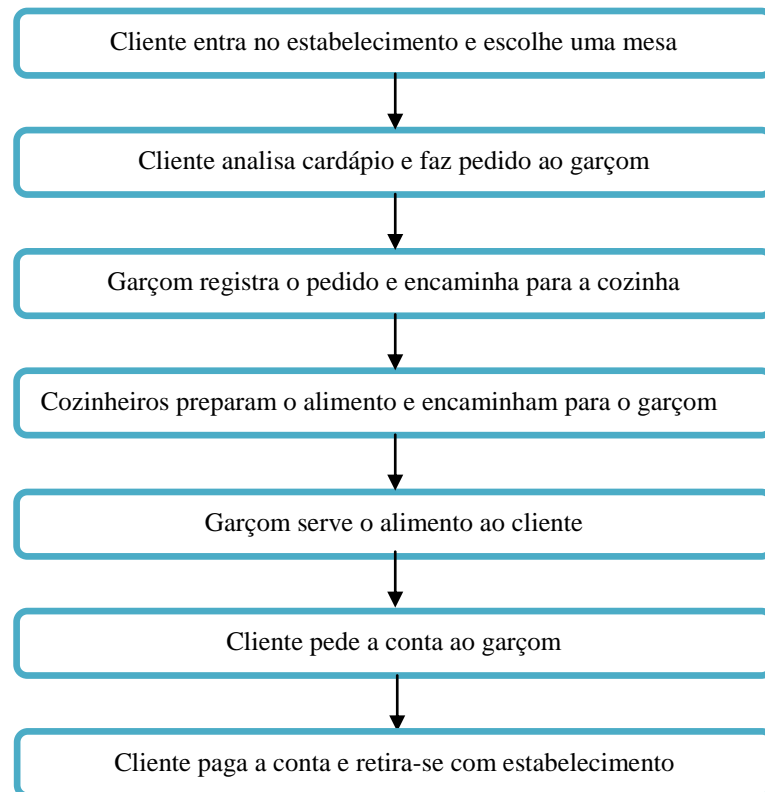 Cliente entra no estabelecimento e escolhe uma mesa
Cliente analisa cardápio e faz pedido ao garçom
Garçom registra o pedido e encaminha para a cozinha
Cozinheiros preparam o alimento e encaminham para o garçom
Garçom serve o alimento ao cliente
Cliente pede a conta ao garçom
Cliente paga a conta e retira-se com estabelecimento